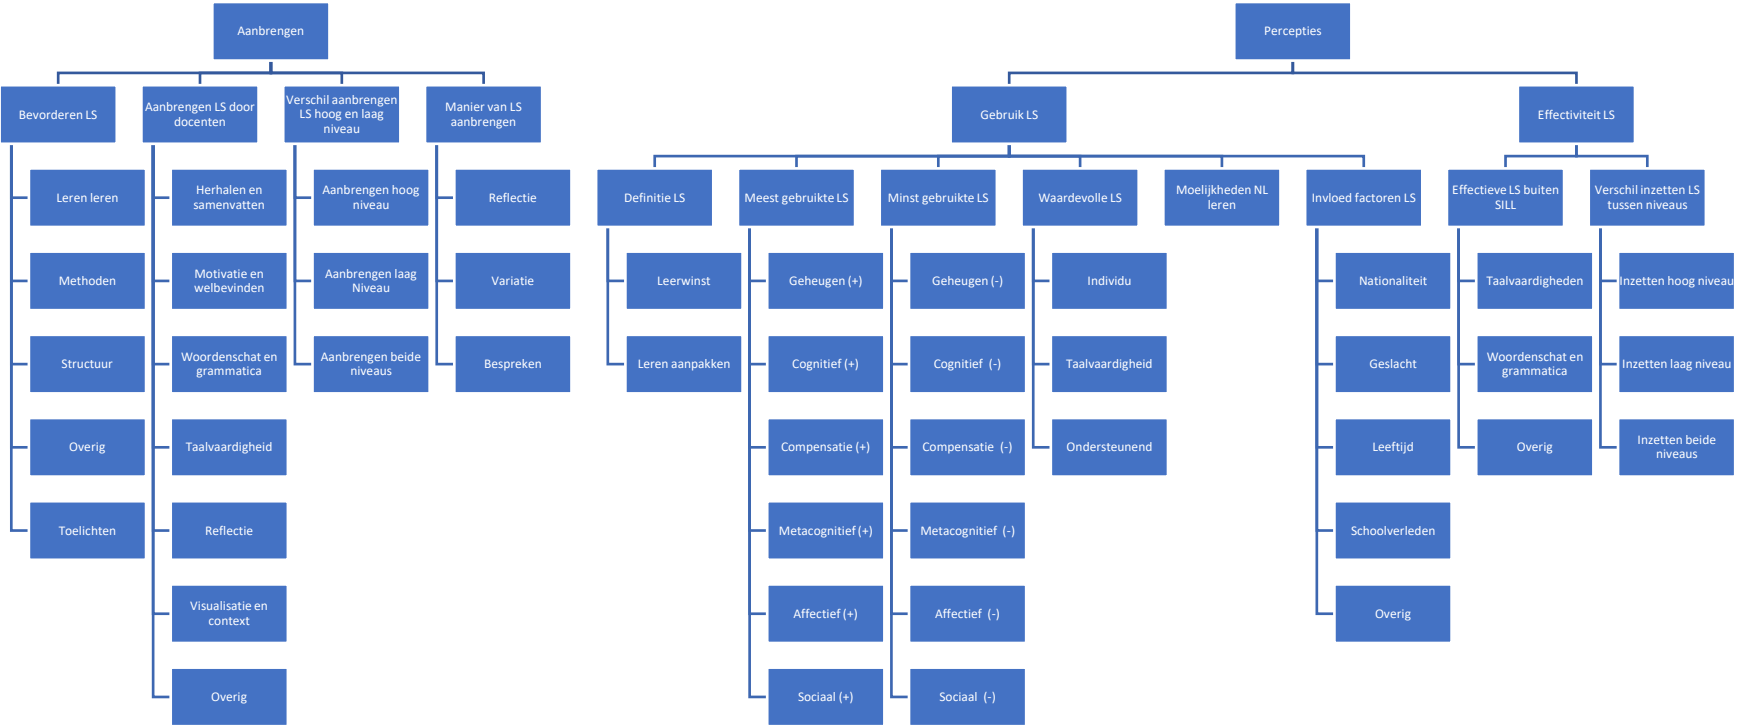 Aanbrengen
Bevorderen LS
Leren leren
Methoden
Structuur
Overig
Toelichten
Aanbrengen LS door
docenten
Herhalen en
samenvatten
Motivatie en
welbevinden
Woordenschat en
grammatica
Taalvaardigheid
Reflectie
Visualisatie en
context
Overig
Verschil aanbrengen
LS hoog en laag
niveau
Aanbrengen hoog
niveau
Aanbrengen laag
Niveau
Aanbrengen beide
niveaus
Manier van LS
aanbrengen
Reflectie
Variatie
Bespreken
Percepties
Gebruik LS
Definitie LS
Leerwinst
Leren aanpakken
Meest gebruikte LS
Geheugen (+)
Cognitief (+)
Compensatie (+)
Metacognitief (+)
Affectief (+)
Sociaal (+)
Minst gebruikte LS
Geheugen (-)
Cognitief (-)
Compensatie (-)
Metacognitief (-)
Affectief (-)
Sociaal (-)
Waardevolle LS
Individu
Taalvaardigheid
Ondersteunend
Moelijkheden NL
leren
Invloed factoren LS
Nationaliteit
Geslacht
Leeftijd
Schoolverleden
Overig
Effectiviteit LS
Effectieve LS buiten
SILL
Taalvaardigheden
Woordenschat en
grammatica
Overig
Verschil inzetten LS
tussen niveaus
Inzetten hoog niveau
Inzetten laag niveau
Inzetten beide
niveaus